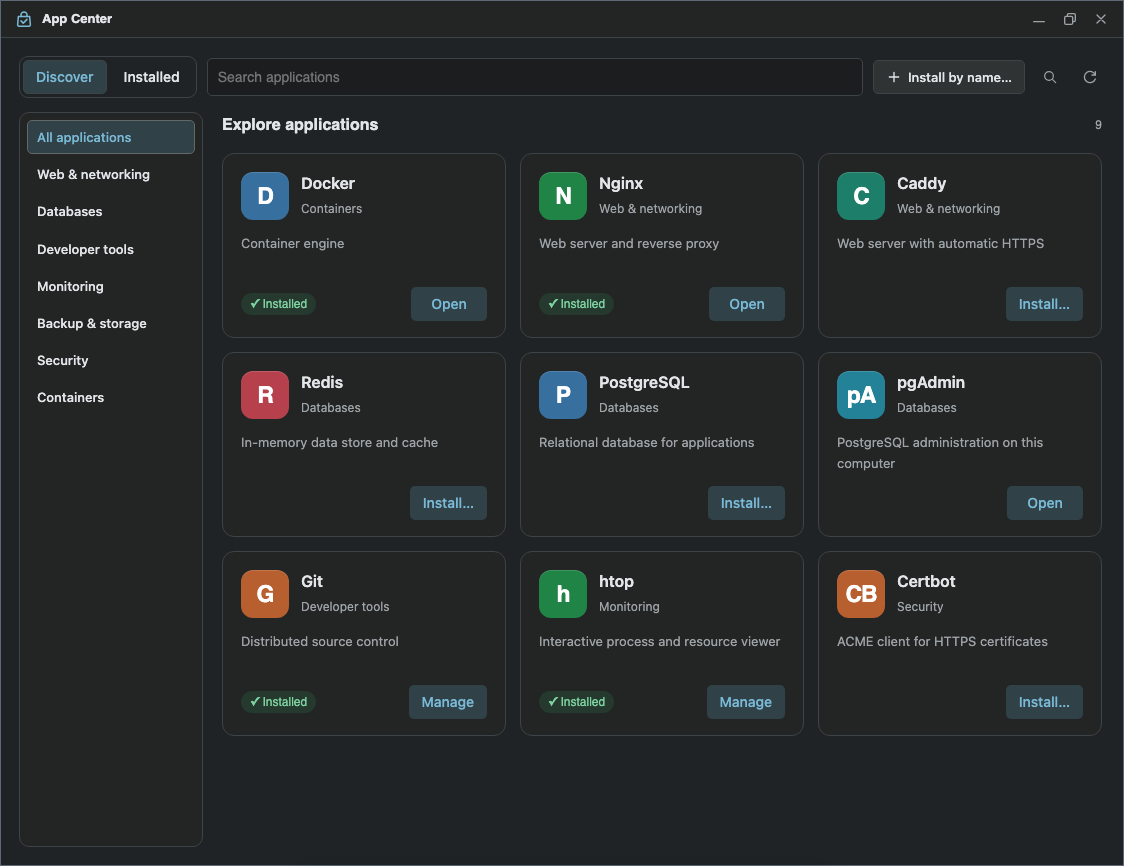 App Center
Discover
Installed
Search applications
+ Install by name...
All applications
Web & networking
Databases
Developer tools
Monitoring
Backup & storage
Security
Containers
Explore applications
9
D
Docker
Containers
Container engine
✓ Installed
Open
N
Nginx
Web & networking
Web server and reverse proxy
✓ Installed
Open
C
Caddy
Web & networking
Web server with automatic HTTPS
Install...
R
Redis
Databases
In-memory data store and cache
Install...
P
PostgreSQL
Databases
Relational database for applications
Install...
pA
pgAdmin
Databases
PostgreSQL administration on this
computer
Open
G
Git
Developer tools
Distributed source control
✓ Installed
Manage
h
htop
Monitoring
Interactive process and resource viewer
✓ Installed
Manage
CB
Certbot
Security
ACME client for HTTPS certificates
Install...